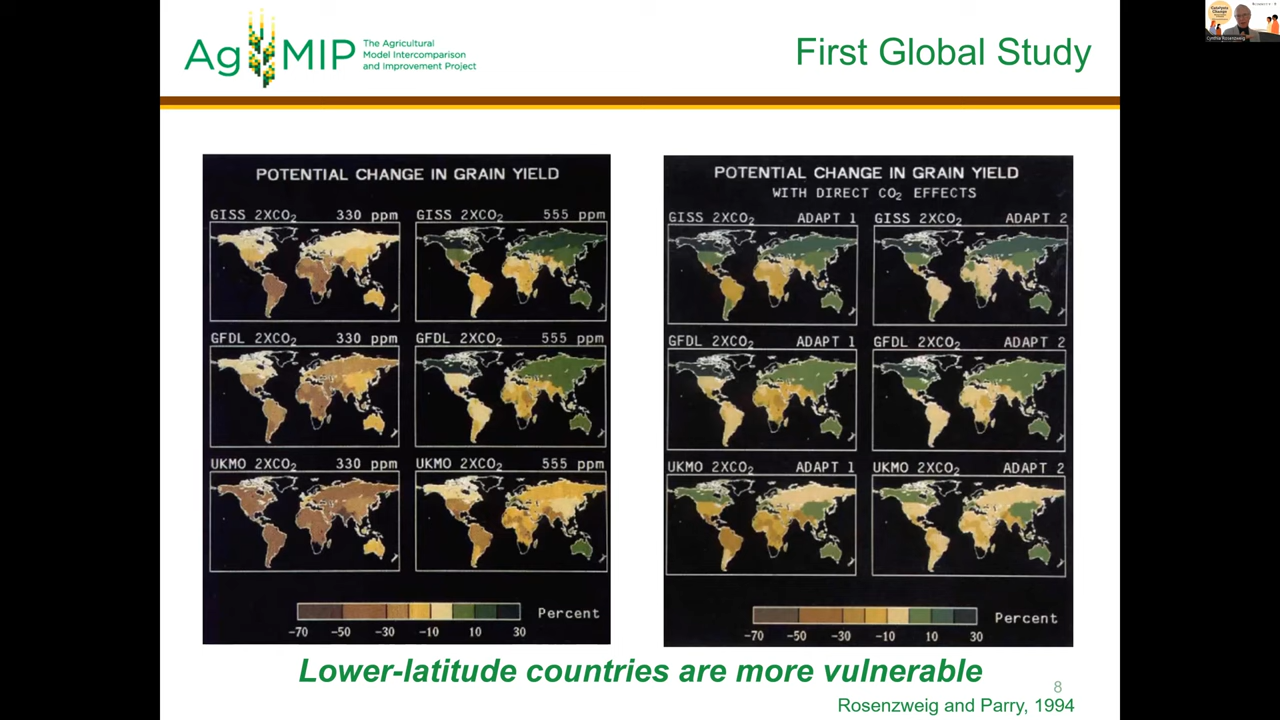 AgMIP
The Agricultural
Model Intercomparison
and Improvement Project
First Global Study
Cynthia Rosenzweig
POTENTIAL CHANGE IN GRAIN YIELD
GISS 2XCO₂ 330 ppm
GISS 2XCO₂ 555 ppm
GFDL 2XCO₂ 330 ppm
GFDL 2XCO₂ 555 ppm
UKMO 2XCO₂ 330 ppm
UKMO 2XCO₂ 555 ppm
Percent
-70 -50 -30 -10 10 30
POTENTIAL CHANGE IN GRAIN YIELD
WITH DIRECT CO₂ EFFECTS
GISS 2XCO₂ ADAPT 1
GISS 2XCO₂ ADAPT 2
GFDL 2XCO₂ ADAPT 1
GFDL 2XCO₂ ADAPT 2
UKMO 2XCO₂ ADAPT 1
UKMO 2XCO₂ ADAPT 2
Percent
-70 -50 -30 -10 10 30
Lower-latitude countries are more vulnerable
8
Rosenzweig and Parry, 1994